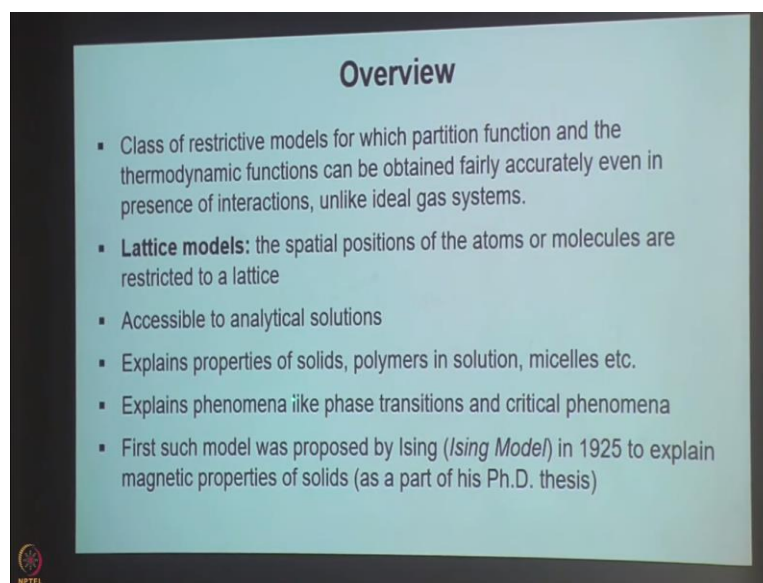 Overview
▪ Class of restrictive models for which partition function and the
thermodynamic functions can be obtained fairly accurately even in
presence of interactions, unlike ideal gas systems.
▪ Lattice models: the spatial positions of the atoms or molecules are
restricted to a lattice
▪ Accessible to analytical solutions
▪ Explains properties of solids, polymers in solution, micelles etc.
▪ Explains phenomena like phase transitions and critical phenomena
▪ First such model was proposed by Ising (Ising Model) in 1925 to explain
magnetic properties of solids (as a part of his Ph.D. thesis)
NPTEL